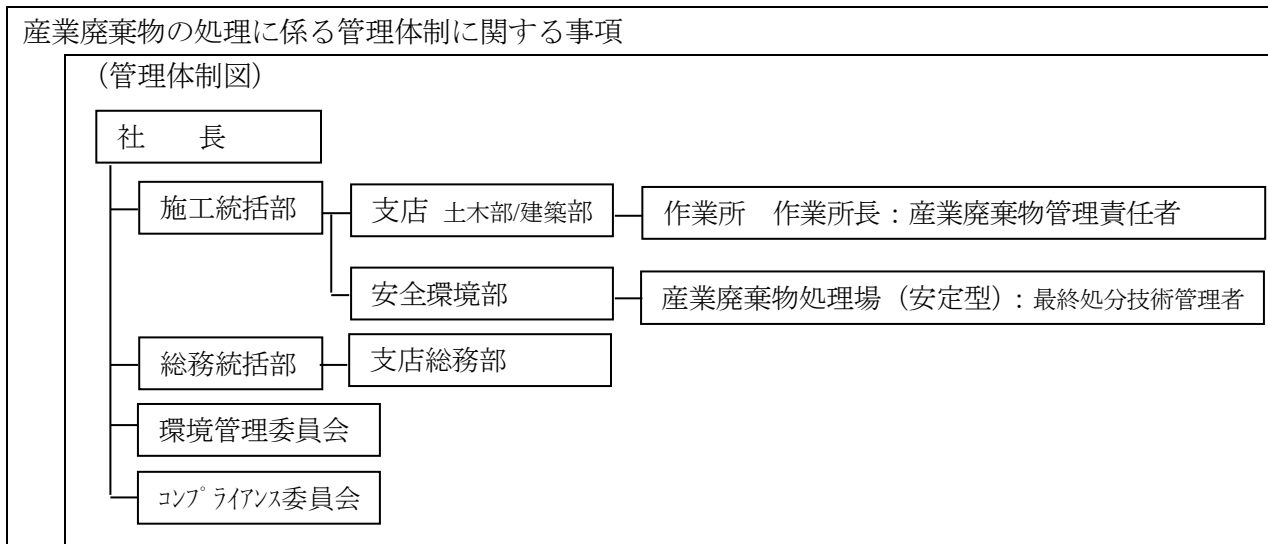 産業廃棄物の処理に係る管理体制に関する事項
（管理体制図）
社　　長
施工統括部
支店 土木部/建築部
作業所　作業所長：産業廃棄物管理責任者
安全環境部
産業廃棄物処理場（安定型）：最終処分技術管理者
総務統括部
支店総務部
環境管理委員会
ｺﾝﾌﾟﾗｲｱﾝｽ委員会